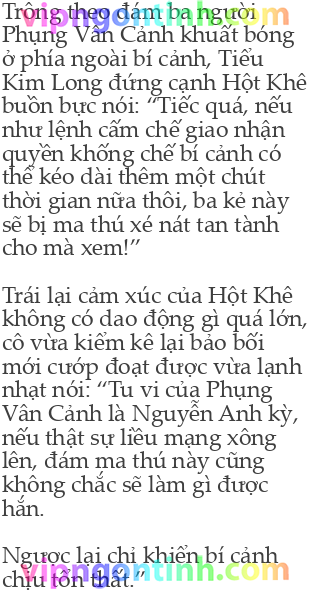 vipngontinh.com
Trông theo đám ba người
Phụng Vân Cảnh khuất bóng
ở phía ngoài bí cảnh, Tiểu
Kim Long đứng cạnh Hột Khê
buồn bực nói: “Tiếc quá, nếu
như lệnh cấm chế giao nhận
quyền khống chế bí cảnh có
thể kéo dài thêm một chút
thời gian nữa thôi, ba kẻ này
sẽ bị ma thú xé nát tan tành
cho mà xem!”
Trái lại cảm xúc của Hột Khê
không có dao động gì quá lớn,
cô vừa kiểm kê lại bảo bối
mới cướp đoạt được vừa lạnh
nhạt nói: “Tu vi của Phụng
Vân Cảnh là Nguyễn Anh kỳ,
nếu thật sự liều mạng xông
lên, đám ma thú này cũng
không chắc sẽ làm gì được
hắn.
Ngược lại chỉ khiến bí cảnh
chịu tổn thất.”
vipngontinh.com